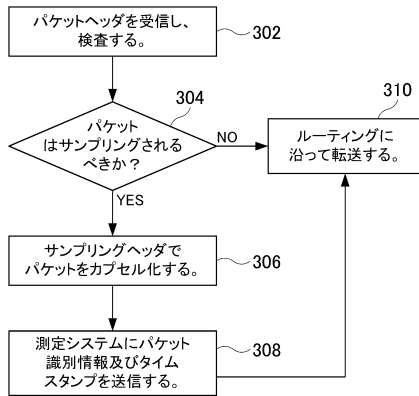 パケットヘッダを受信し、
検査する。
302
304
パケット
はサンプリングされる
べきか？
NO
310
ルーティングに
沿って転送する。
YES
サンプリングヘッダで
パケットをカプセル化する。
306
測定システムにパケット
識別情報及びタイム
スタンプを送信する。
308